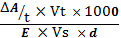 ΔA/t × Vt × 1000
E × Vs × d